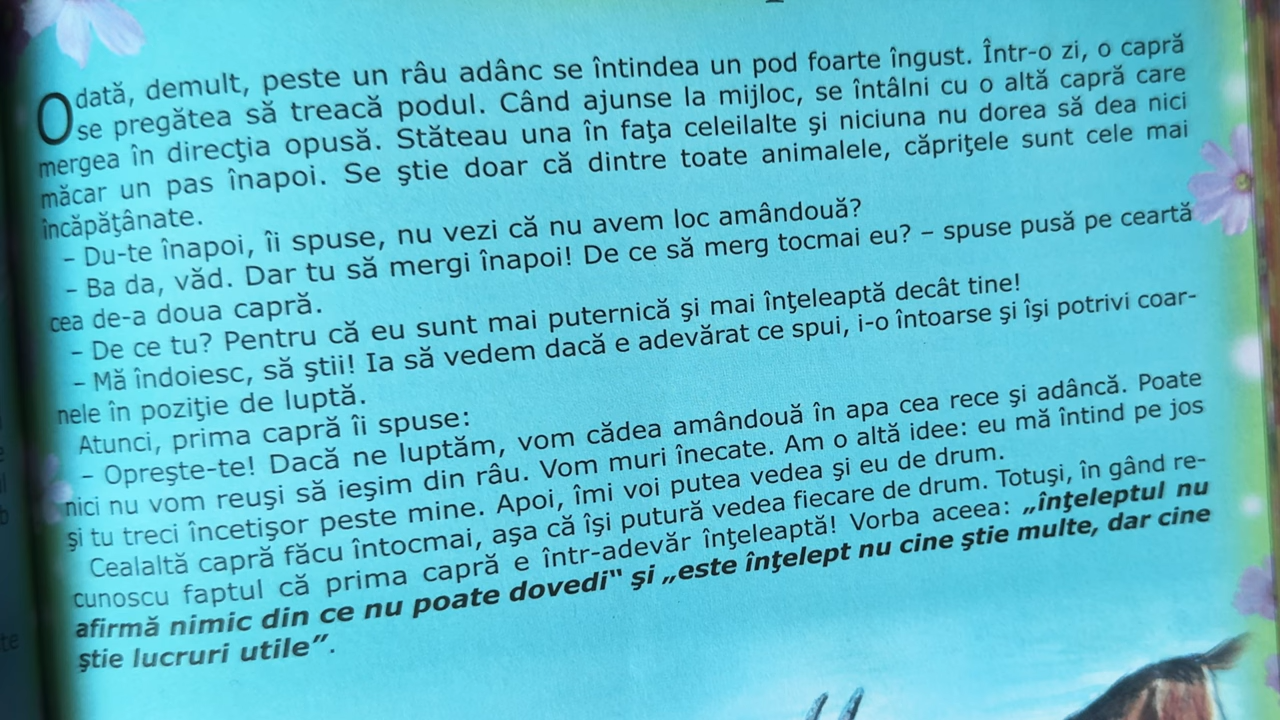 Odată, demult, peste un râu adânc se întindea un pod foarte îngust. Într-o zi, o capră
se pregătea să treacă podul. Când ajunse la mijloc, se întâlni cu o altă capră care
mergea în direcţia opusă. Stăteau una în faţa celeilalte şi niciuna nu dorea să dea nici
măcar un pas înapoi. Se ştie doar că dintre toate animalele, căpriţele sunt cele mai
încăpăţânate.
– Du-te înapoi, îi spuse, nu vezi că nu avem loc amândouă?
– Ba da, văd. Dar tu să mergi înapoi! De ce să merg tocmai eu? – spuse pusă pe ceartă
cea de-a doua capră.
– De ce tu? Pentru că eu sunt mai puternică şi mai înţeleaptă decât tine!
– Mă îndoiesc, să ştii! Ia să vedem dacă e adevărat ce spui, i-o întoarse şi îşi potrivi coar-
nele în poziţie de luptă.
Atunci, prima capră îi spuse:
– Opreşte-te! Dacă ne luptăm, vom cădea amândouă în apa cea rece şi adâncă. Poate
nici nu vom reuşi să ieşim din râu. Vom muri înecate. Am o altă idee: eu mă întind pe jos
şi tu treci încetişor peste mine. Apoi, îmi voi putea vedea şi eu de drum.
Cealaltă capră făcu întocmai, aşa că îşi putură vedea fiecare de drum. Totuşi, în gând re-
cunoscu faptul că prima capră e într-adevăr înţeleaptă! Vorba aceea: „înţeleptul nu
afirmă nimic din ce nu poate dovedi" şi „este înţelept nu cine ştie multe, dar cine
ştie lucruri utile”.